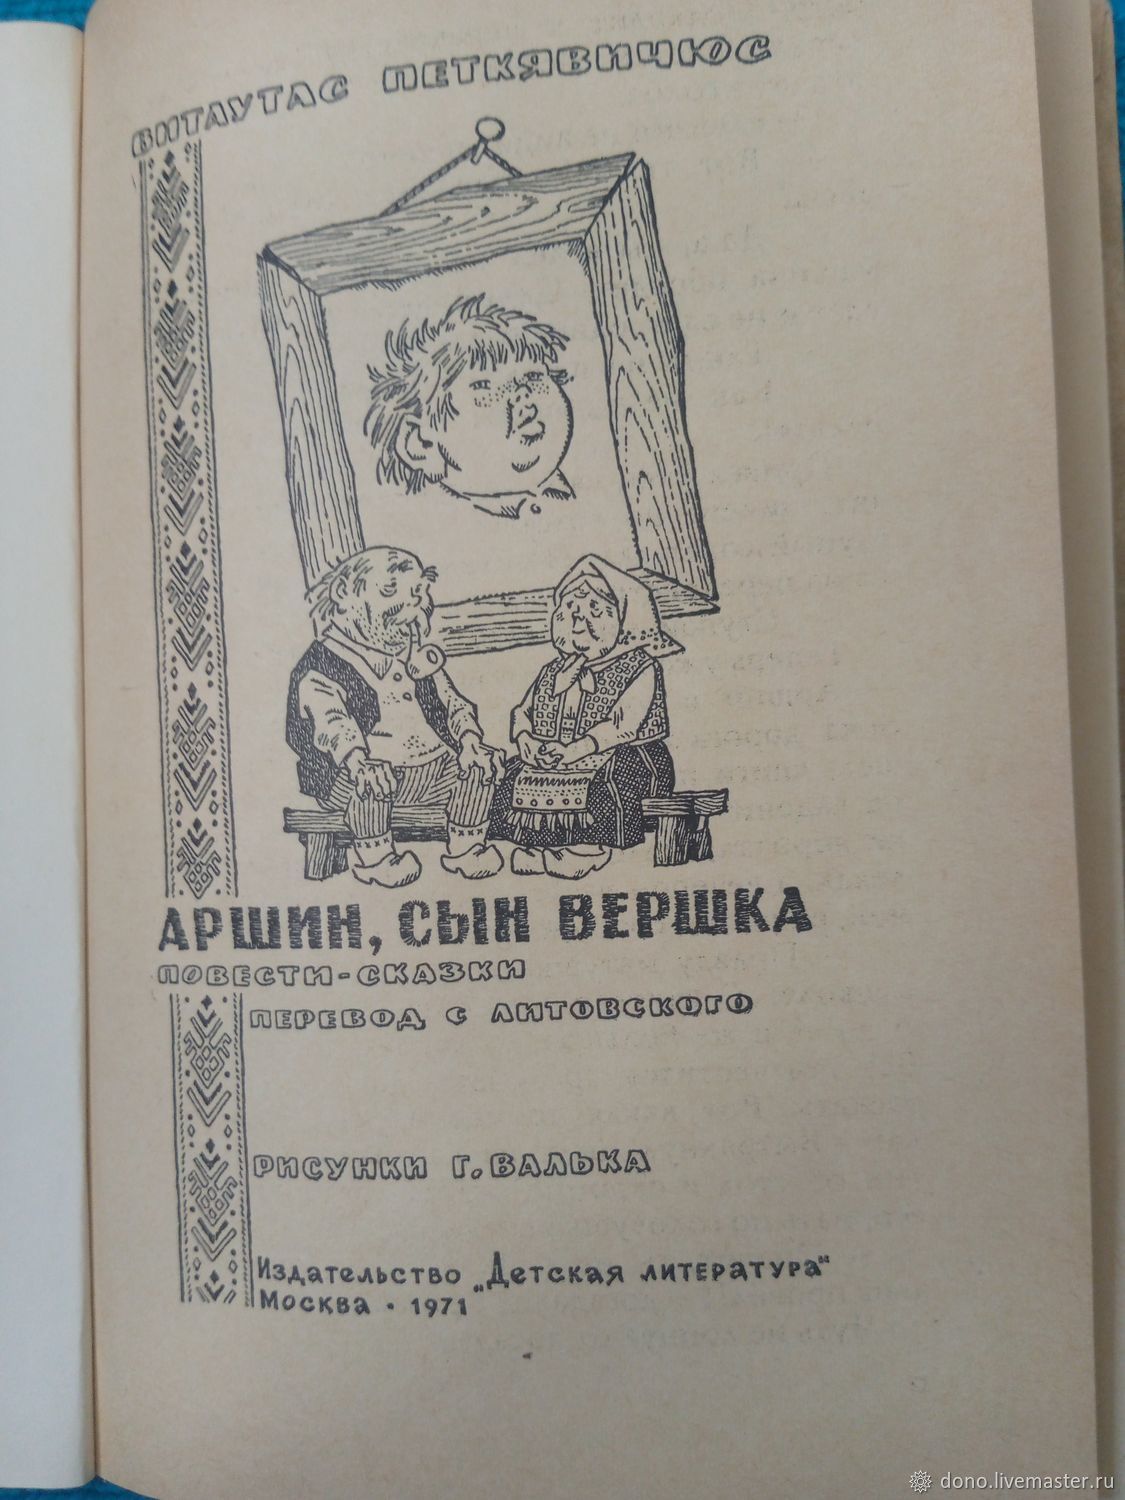 ВИТАУТАС ПЕТКЯВИЧЮС
АРШИН, СЫН ВЕРШКА
ПОВЕСТИ-СКАЗКИ
ПЕРЕВОД С ЛИТОВСКОГО
РИСУНКИ Г. ВАЛЬКА
Издательство „Детская литература“
Москва · 1971
dono.livemaster.ru